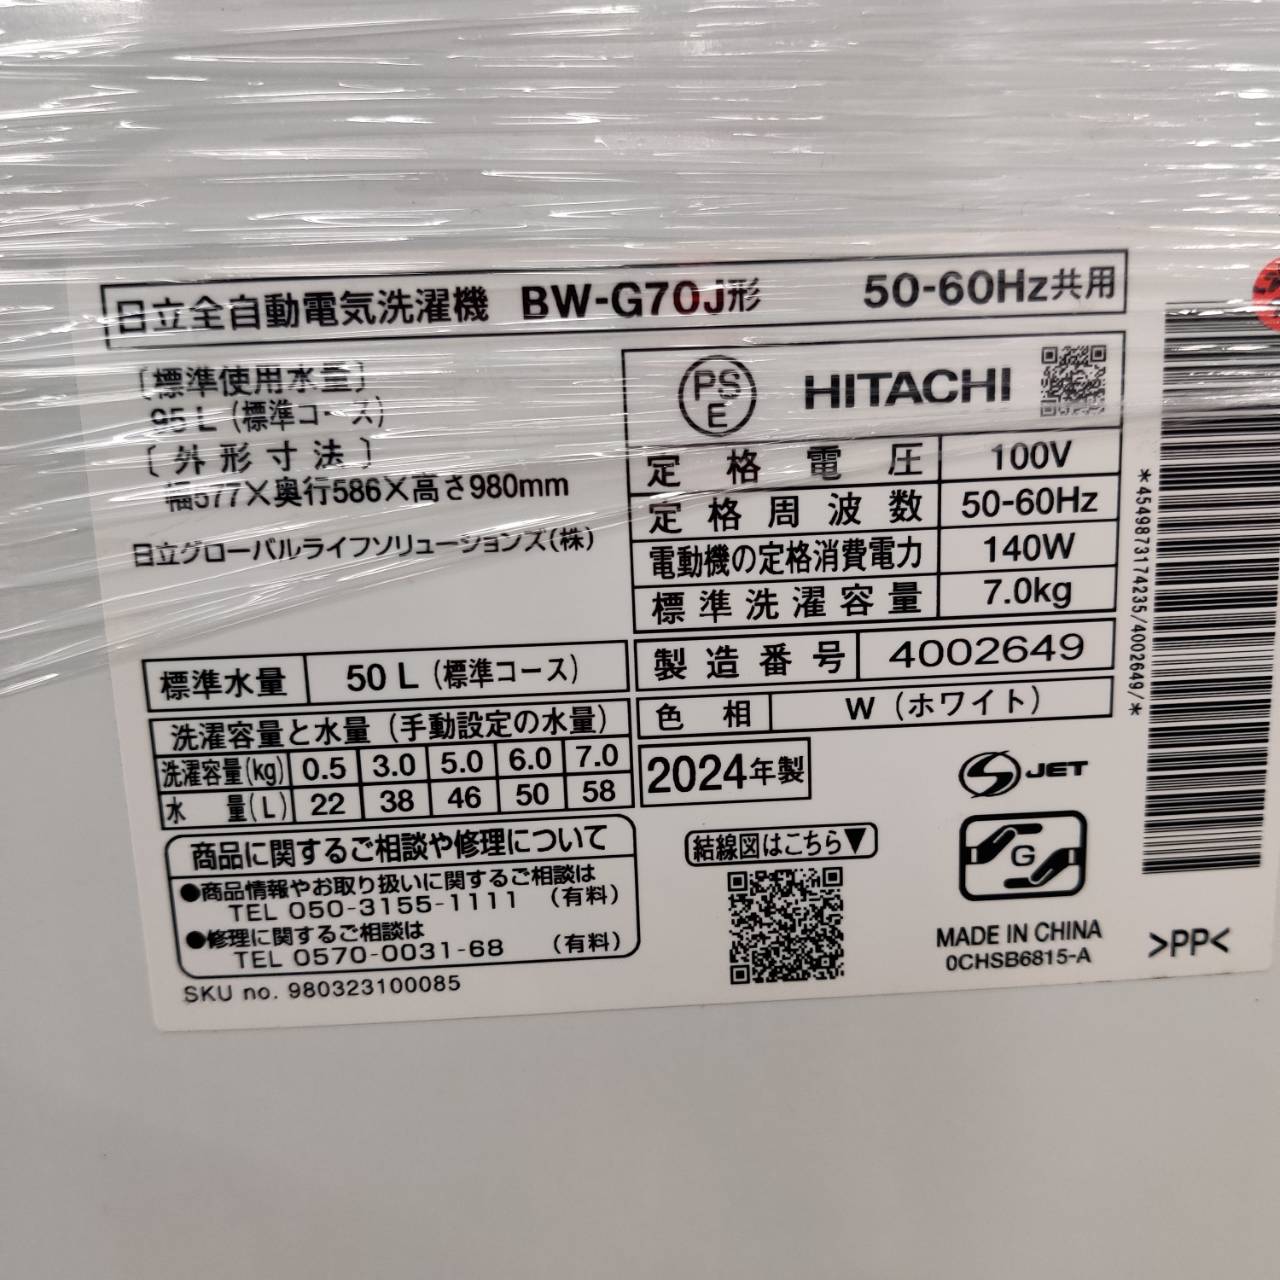 日立全自動電気洗濯機 BW-G70J形 50-60Hz共用
〔標準使用水量〕
95 L (標準コース)
〔外形寸法〕
幅577×奥行586×高さ980mm
日立グローバルライフソリューションズ(株)
PS
E
HITACHI
定格電圧 100V
定格周波数 50-60Hz
電動機の定格消費電力 140W
標準洗濯容量 7.0kg
製造番号 4002649
色相 W (ホワイト)
2024年製
標準水量 50 L (標準コース)
洗濯容量と水量 (手動設定の水量)
洗濯容量(kg) 0.5 3.0 5.0 6.0 7.0
水量(L) 22 38 46 50 58
商品に関するご相談や修理について
●商品情報やお取り扱いに関するご相談は
TEL 050-3155-1111 (有料)
●修理に関するご相談は
TEL 0570-0031-68 (有料)
SKU no. 980323100085
結線図はこちら▼
S JET
G
MADE IN CHINA
0CHSB6815-A
>PP<
*4549873174235/4002649/*